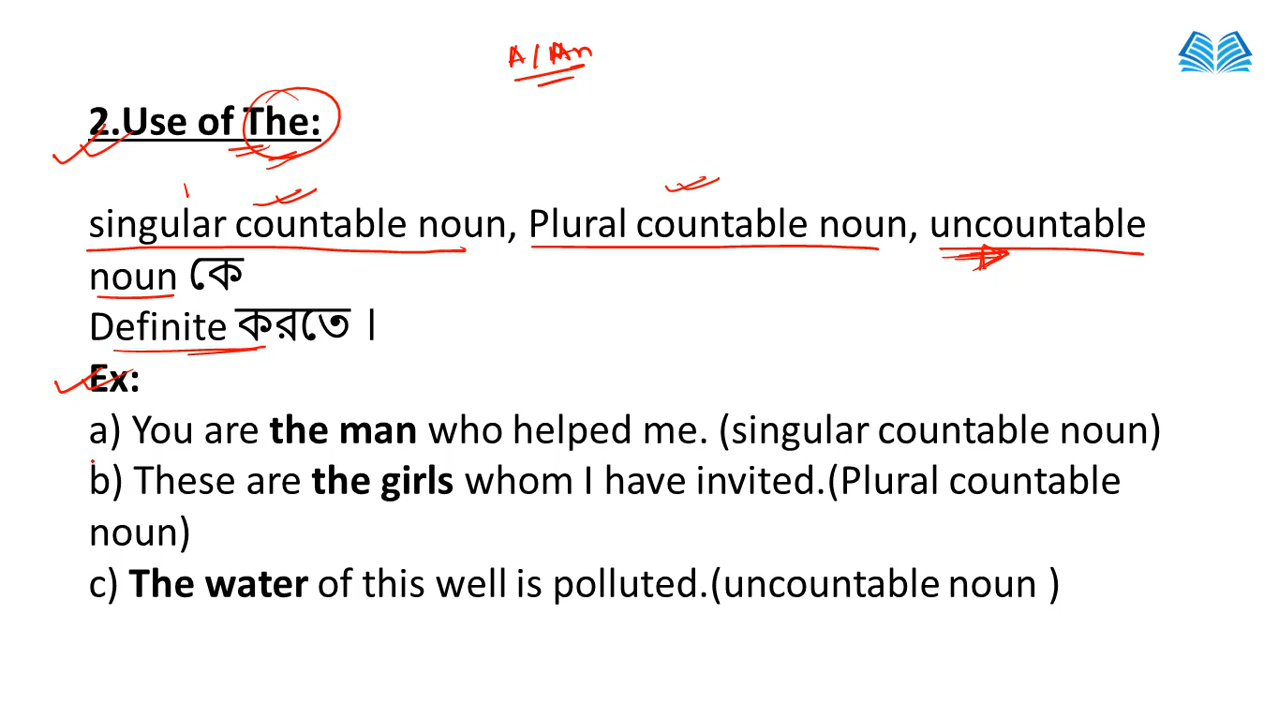 A/An
2.Use of The:
singular countable noun, Plural countable noun, uncountable
noun কে
Definite করতে ।
Ex:
a) You are the man who helped me. (singular countable noun)
b) These are the girls whom I have invited.(Plural countable
noun)
c) The water of this well is polluted.(uncountable noun )